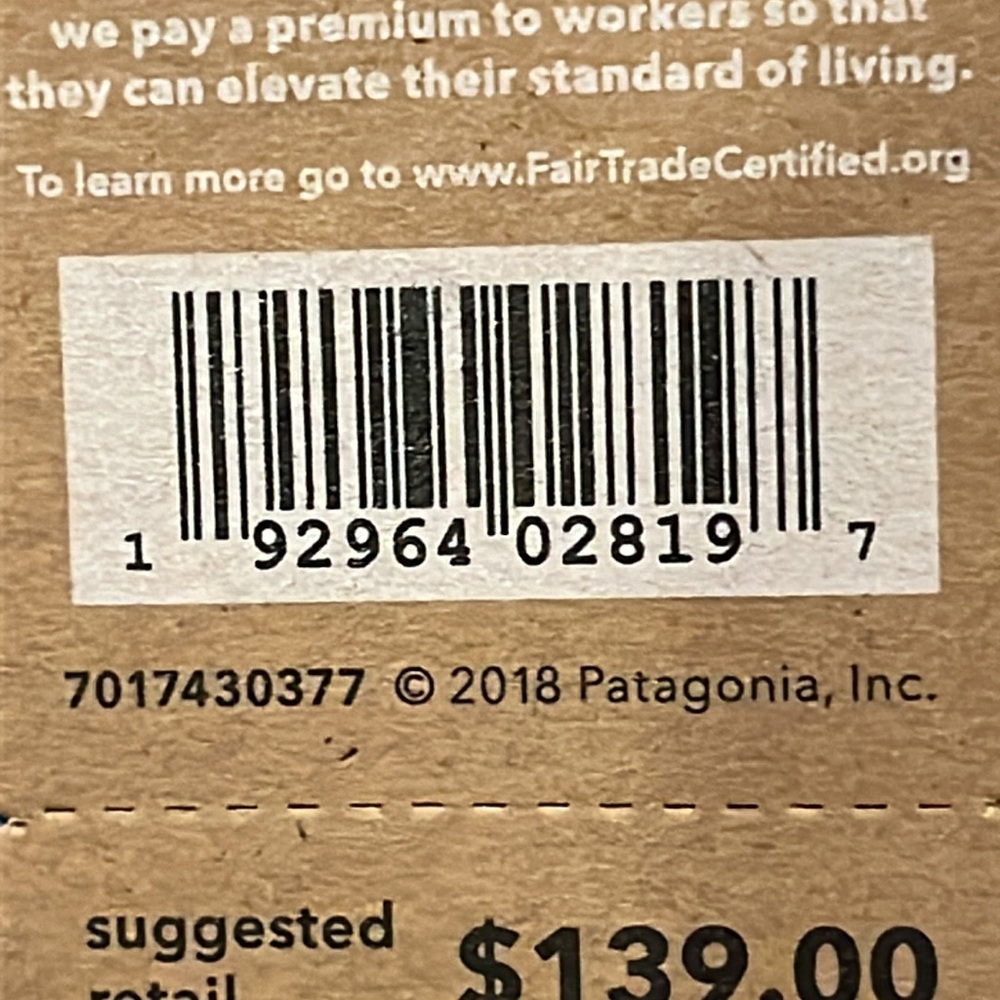 we pay a premium to workers so that
they can elevate their standard of living.
To learn more go to www.FairTradeCertified.org
1 92964 02819 7
7017430377 © 2018 Patagonia, Inc.
suggested $139.00
retail